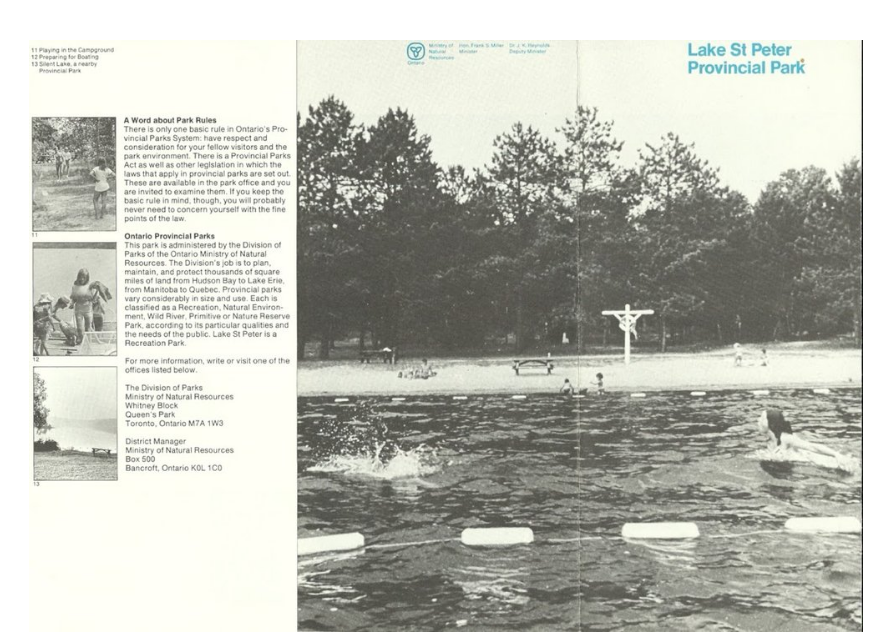 11 Playing in the Campground
12 Preparing for Boating
13 Silent Lake, a nearby
Provincial Park
11
12
13
A Word about Park Rules
There is only one basic rule in Ontario's Pro-
vincial Parks System: have respect and
consideration for your fellow visitors and the
park environment. There is a Provincial Parks
Act as well as other legislation in which the
laws that apply in provincial parks are set out.
These are available in the park office and you
are invited to examine them. If you keep the
basic rule in mind, though, you will probably
never need to concern yourself with the fine
points of the law.
Ontario Provincial Parks
This park is administered by the Division of
Parks of the Ontario Ministry of Natural
Resources. The Division's job is to plan,
maintain, and protect thousands of square
miles of land from Hudson Bay to Lake Erie,
from Manitoba to Quebec. Provincial parks
vary considerably in size and use. Each is
classified as a Recreation, Natural Environ-
ment, Wild River, Primitive or Nature Reserve
Park, according to its particular qualities and
the needs of the public. Lake St Peter is a
Recreation Park.
For more information, write or visit one of the
offices listed below.
The Division of Parks
Ministry of Natural Resources
Whitney Block
Queen's Park
Toronto, Ontario M7A 1W3
District Manager
Ministry of Natural Resources
Box 500
Bancroft, Ontario K0L 1C0
Ontario
Ministry of
Natural
Resources
Hon. Frank S. Miller
Minister
Dr. J. K. Reynolds
Deputy Minister
Lake St Peter
Provincial Park